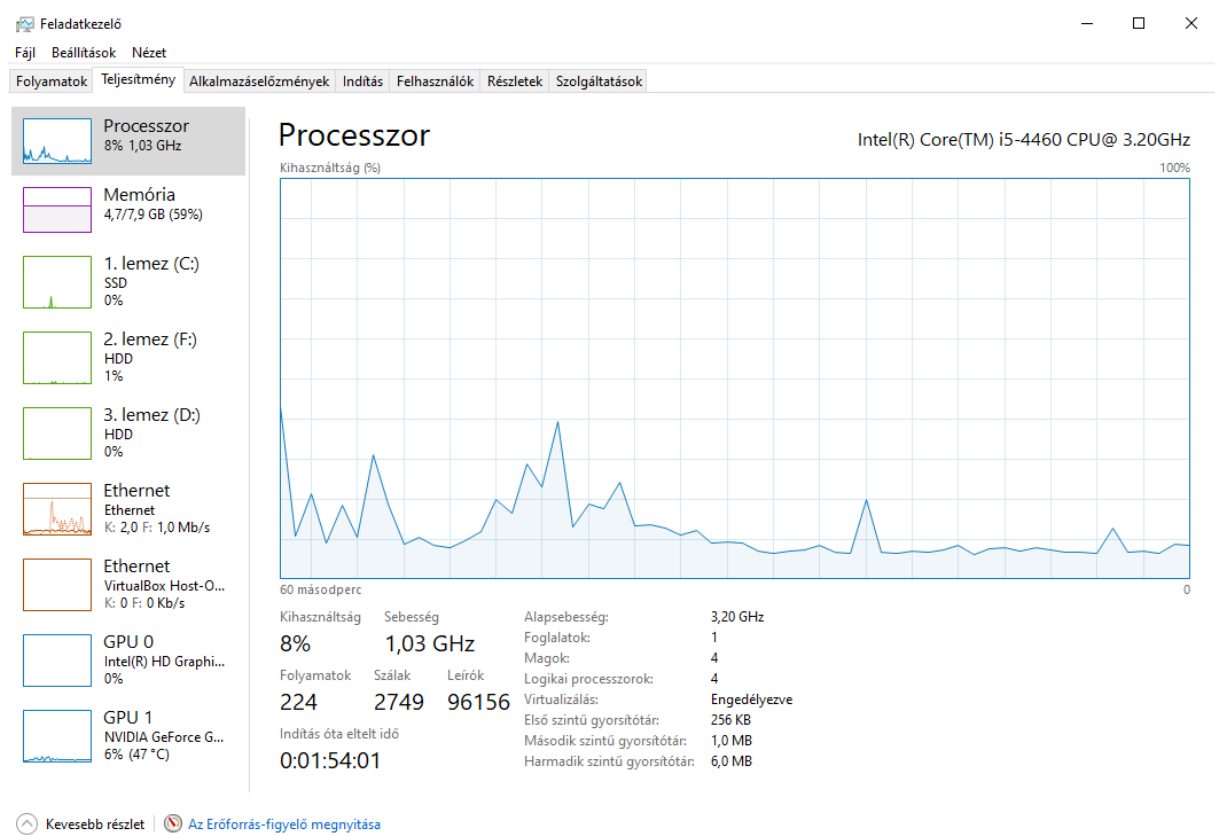 Feladatkezelő
Fájl Beállítások Nézet
Folyamatok Teljesítmény Alkalmazáselőzmények Indítás Felhasználók Részletek Szolgáltatások
Processzor
8% 1,03 GHz
Memória
4,7/7,9 GB (59%)
1. lemez (C:)
SSD
0%
2. lemez (F:)
HDD
1%
3. lemez (D:)
HDD
0%
Ethernet
Ethernet
K: 2,0 F: 1,0 Mb/s
Ethernet
VirtualBox Host-O...
K: 0 F: 0 Kb/s
GPU 0
Intel(R) HD Graphi...
0%
GPU 1
NVIDIA GeForce G...
6% (47 °C)
Processzor
Intel(R) Core(TM) i5-4460 CPU@ 3.20GHz
Kihasználtság (%)
100%
60 másodperc
0
Kihasználtság Sebesség
8% 1,03 GHz
Folyamatok Szálak Leírók
224 2749 96156
Indítás óta eltelt idő
0:01:54:01
Alapsebesség: 3,20 GHz
Foglalatok: 1
Magok: 4
Logikai processzorok: 4
Virtualizálás: Engedélyezve
Első szintű gyorsítótár: 256 KB
Második szintű gyorsítótár: 1,0 MB
Harmadik szintű gyorsítótár: 6,0 MB
Kevesebb részlet Az Erőforrás-figyelő megnyitása